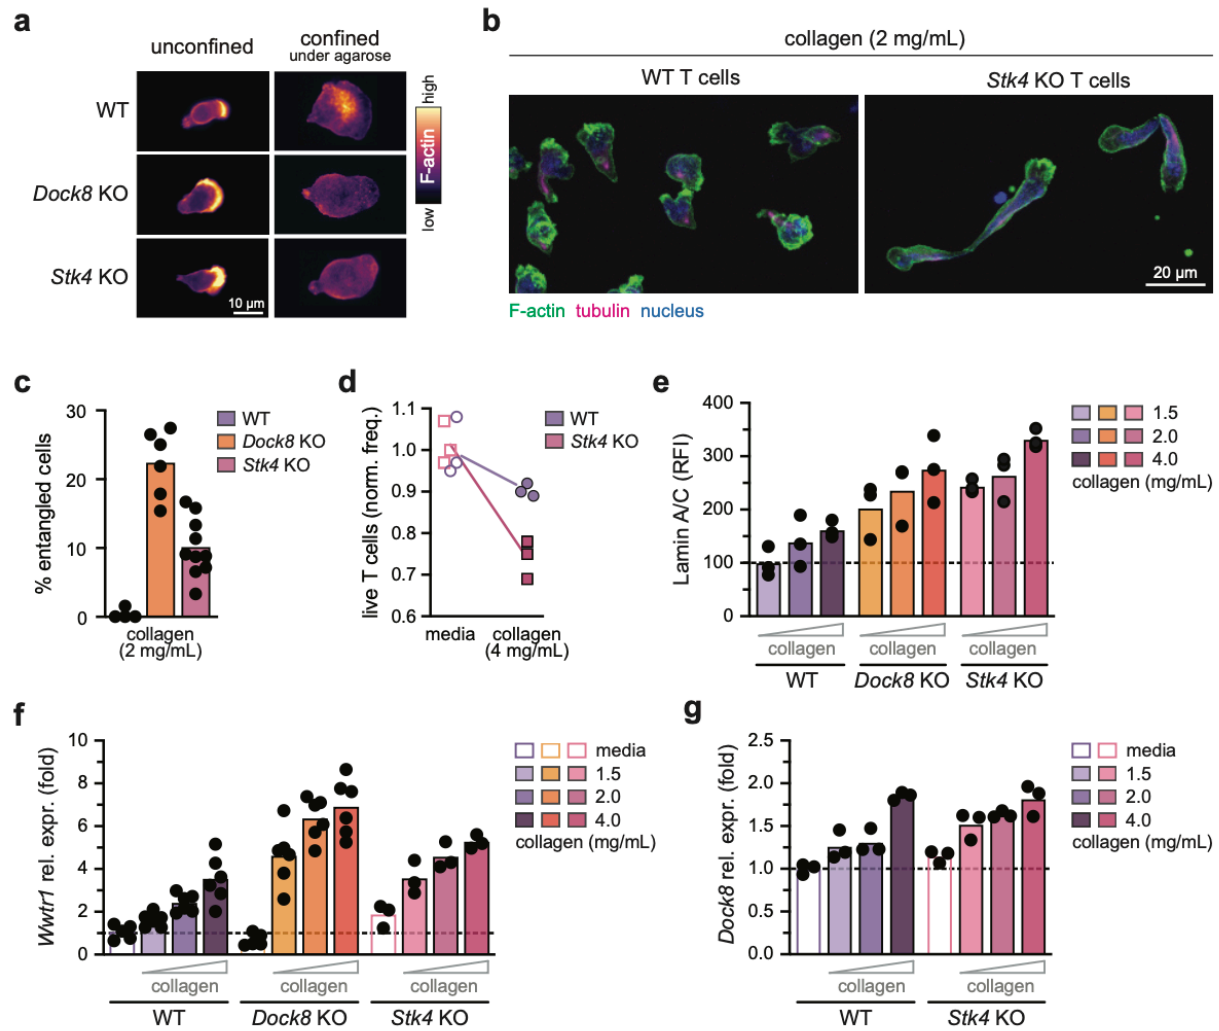 a
unconfined
confined
under agarose
WT
Dock8 KO
Stk4 KO
10 µm
high
F-actin
low
b
collagen (2 mg/mL)
WT T cells
Stk4 KO T cells
20 µm
F-actin tubulin nucleus
c
% entangled cells
30
20
10
0
collagen
(2 mg/mL)
WT
Dock8 KO
Stk4 KO
d
live T cells (norm. freq.)
1.1
1.0
0.9
0.8
0.7
0.6
media
collagen
(4 mg/mL)
WT
Stk4 KO
e
Lamin A/C (RFI)
400
300
200
100
0
collagen
collagen
collagen
WT
Dock8 KO
Stk4 KO
1.5
2.0
4.0
collagen (mg/mL)
f
Wwtr1 rel. expr. (fold)
10
8
6
4
2
0
collagen
collagen
collagen
WT
Dock8 KO
Stk4 KO
media
1.5
2.0
4.0
collagen (mg/mL)
g
Dock8 rel. expr. (fold)
2.5
2.0
1.5
1.0
0.5
0.0
collagen
collagen
WT
Stk4 KO
media
1.5
2.0
4.0
collagen (mg/mL)